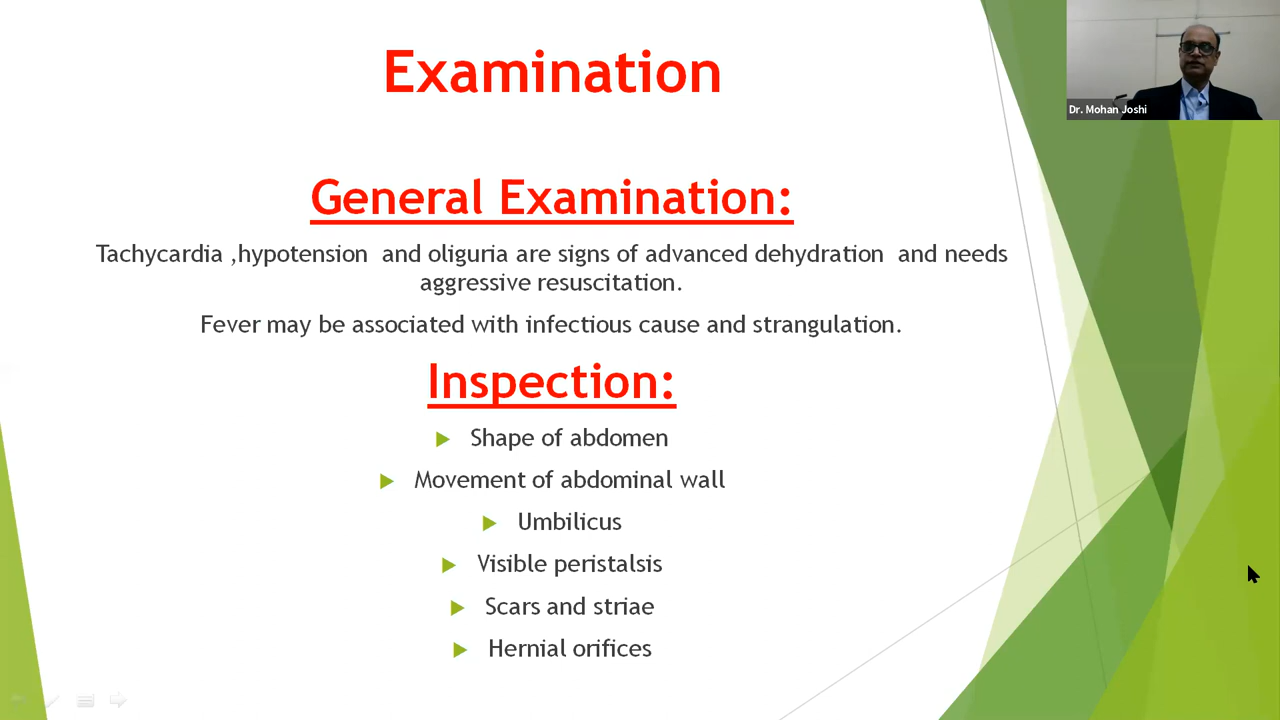 Examination
Dr. Mohan Joshi
General Examination:
Tachycardia ,hypotension and oliguria are signs of advanced dehydration and needs
aggressive resuscitation.
Fever may be associated with infectious cause and strangulation.
Inspection:
Shape of abdomen
Movement of abdominal wall
Umbilicus
Visible peristalsis
Scars and striae
Hernial orifices